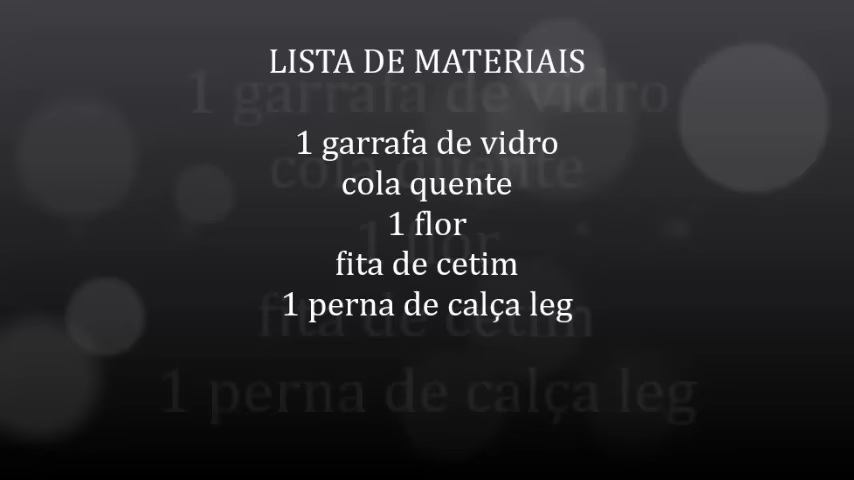 LISTA DE MATERIAIS
1 garrafa de vidro
cola quente
1 flor
fita de cetim
1 perna de calça leg